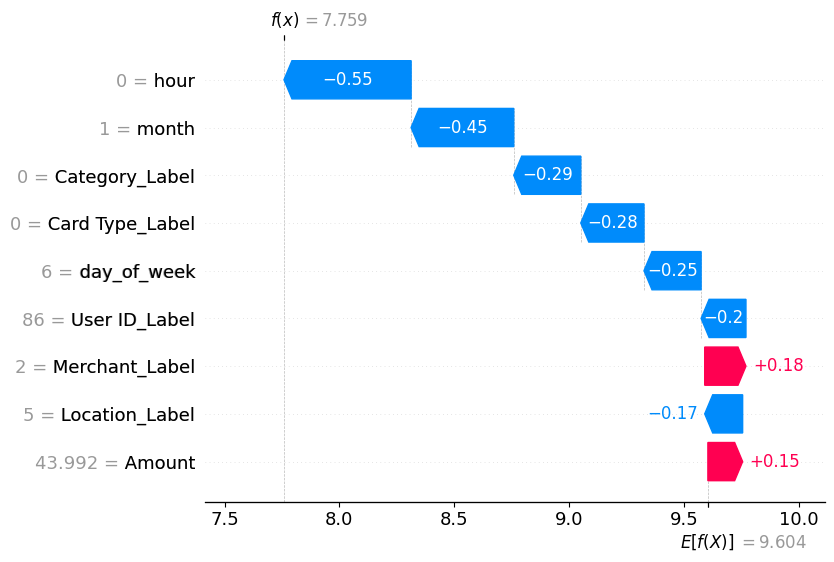 f(x) = 7.759
0 = hour −0.55
1 = month −0.45
0 = Category_Label −0.29
0 = Card Type_Label −0.28
6 = day_of_week −0.25
86 = User ID_Label −0.2
2 = Merchant_Label +0.18
5 = Location_Label −0.17
43.992 = Amount +0.15
7.5 8.0 8.5 9.0 9.5 10.0
E[f(X)] = 9.604